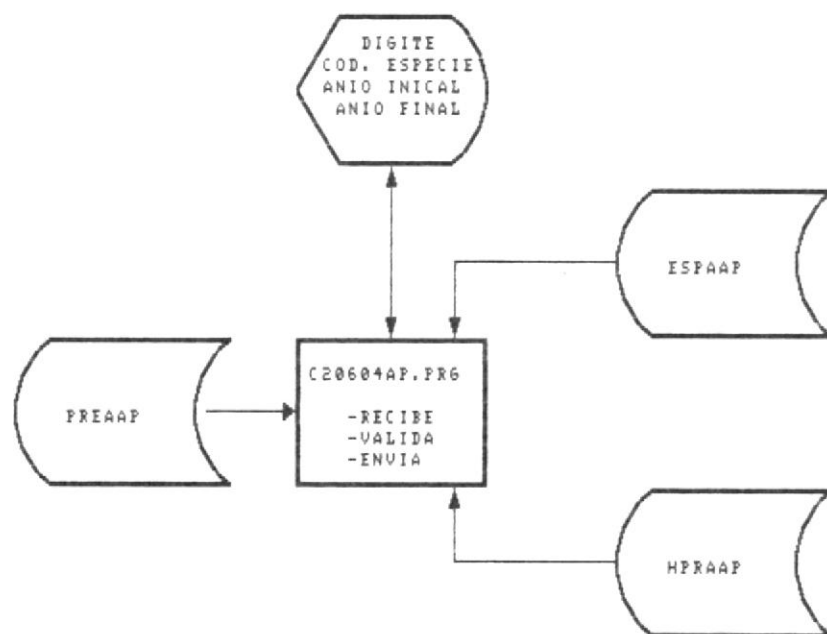 DIGITE
COD. ESPECIE
ANIO INICAL
ANIO FINAL
ESPAAP
C20604AP.PRG
-RECIBE
-VALIDA
-ENVIA
PREAAP
HPRAAP